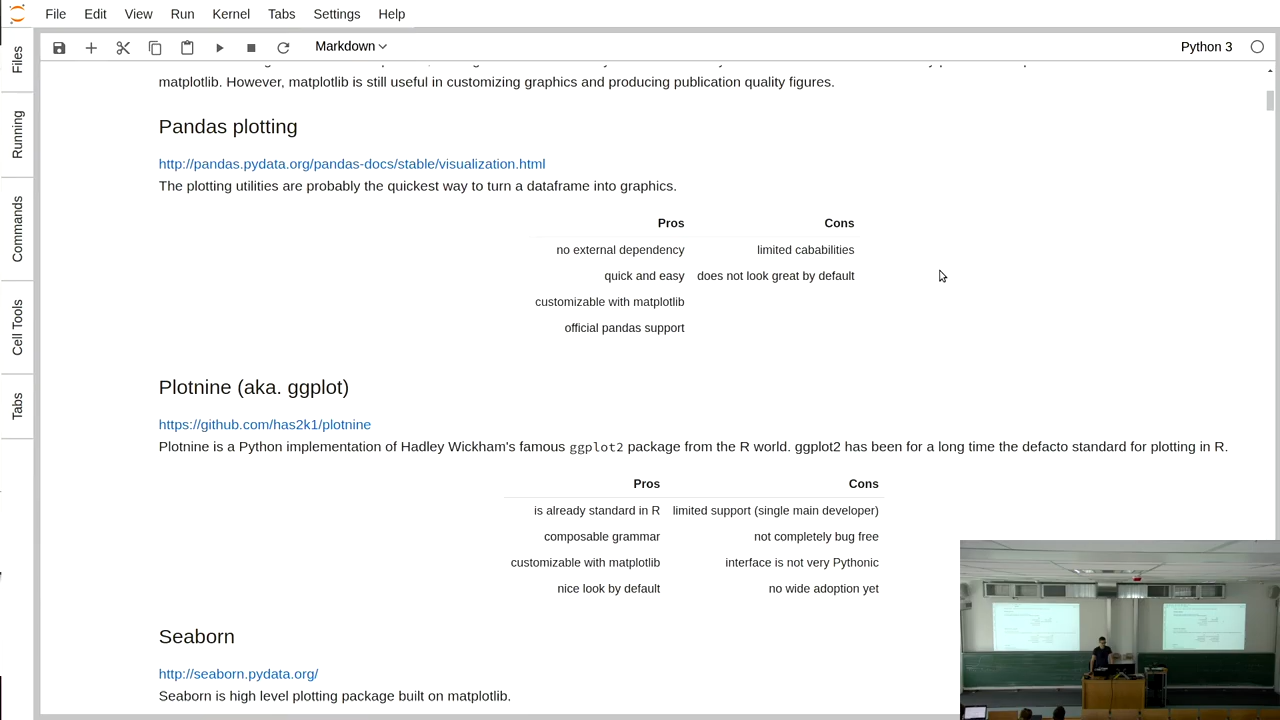 File Edit View Run Kernel Tabs Settings Help
Markdown
Python 3
Files
Running
Commands
Cell Tools
Tabs
matplotlib. However, matplotlib is still useful in customizing graphics and producing publication quality figures.
Pandas plotting
http://pandas.pydata.org/pandas-docs/stable/visualization.html
The plotting utilities are probably the quickest way to turn a dataframe into graphics.
Pros Cons
no external dependency limited cababilities
quick and easy does not look great by default
customizable with matplotlib
official pandas support
Plotnine (aka. ggplot)
https://github.com/has2k1/plotnine
Plotnine is a Python implementation of Hadley Wickham's famous ggplot2 package from the R world. ggplot2 has been for a long time the defacto standard for plotting in R.
Pros Cons
is already standard in R limited support (single main developer)
composable grammar not completely bug free
customizable with matplotlib interface is not very Pythonic
nice look by default no wide adoption yet
Seaborn
http://seaborn.pydata.org/
Seaborn is high level plotting package built on matplotlib.